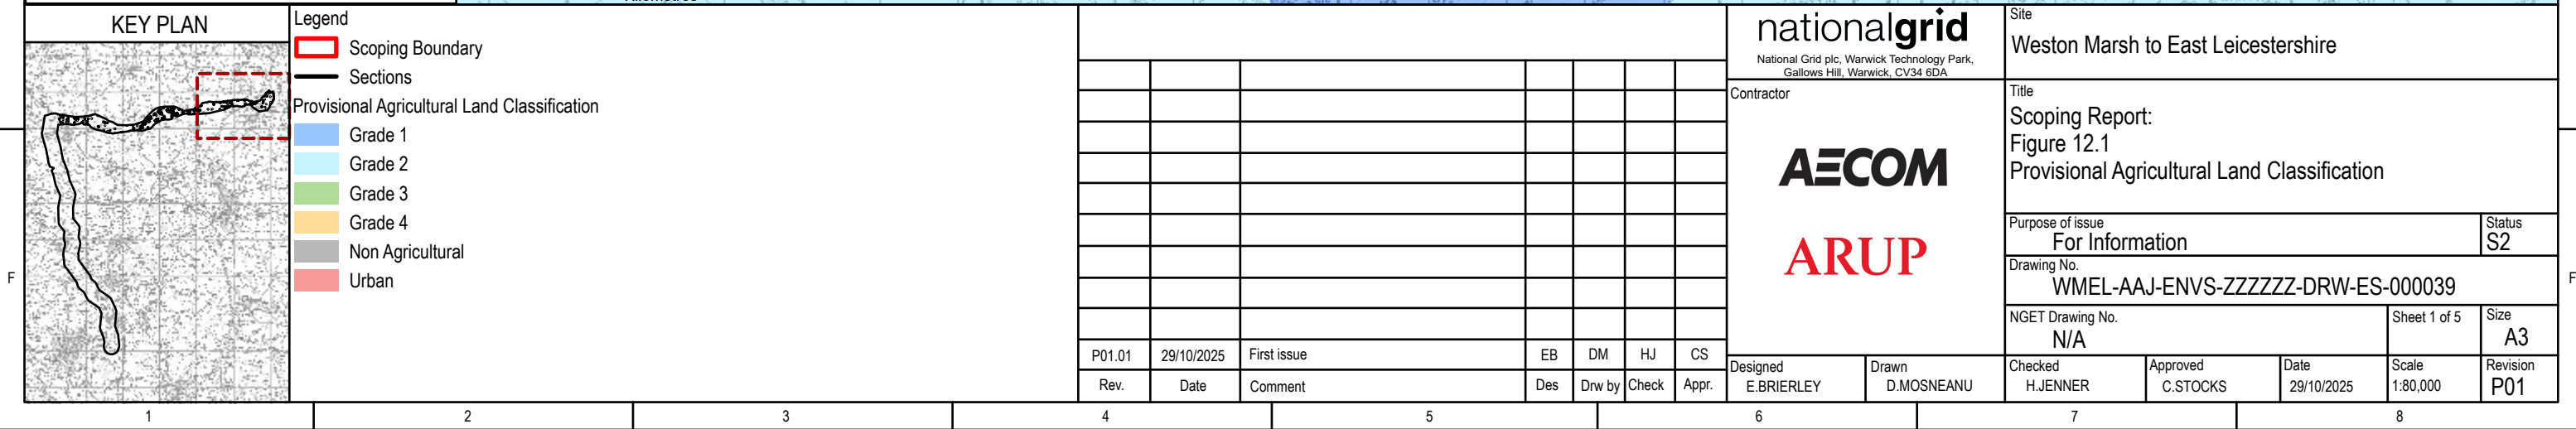 KEY PLAN
Legend
Scoping Boundary
Sections
Provisional Agricultural Land Classification
Grade 1
Grade 2
Grade 3
Grade 4
Non Agricultural
Urban
P01.01 29/10/2025 First issue EB DM HJ CS
Rev. Date Comment Des Drw by Check Appr.
nationalgrid
National Grid plc, Warwick Technology Park,
Gallows Hill, Warwick, CV34 6DA
Contractor
AECOM
ARUP
Designed
E.BRIERLEY
Drawn
D.MOSNEANU
Site
Weston Marsh to East Leicestershire
Title
Scoping Report:
Figure 12.1
Provisional Agricultural Land Classification
Purpose of issue
For Information
Status
S2
Drawing No.
WMEL-AAJ-ENVS-ZZZZZZ-DRW-ES-000039
NGET Drawing No.
N/A
Sheet 1 of 5
Size
A3
Checked
H.JENNER
Approved
C.STOCKS
Date
29/10/2025
Scale
1:80,000
Revision
P01
F F
1 2 3 4 5 6 7 8